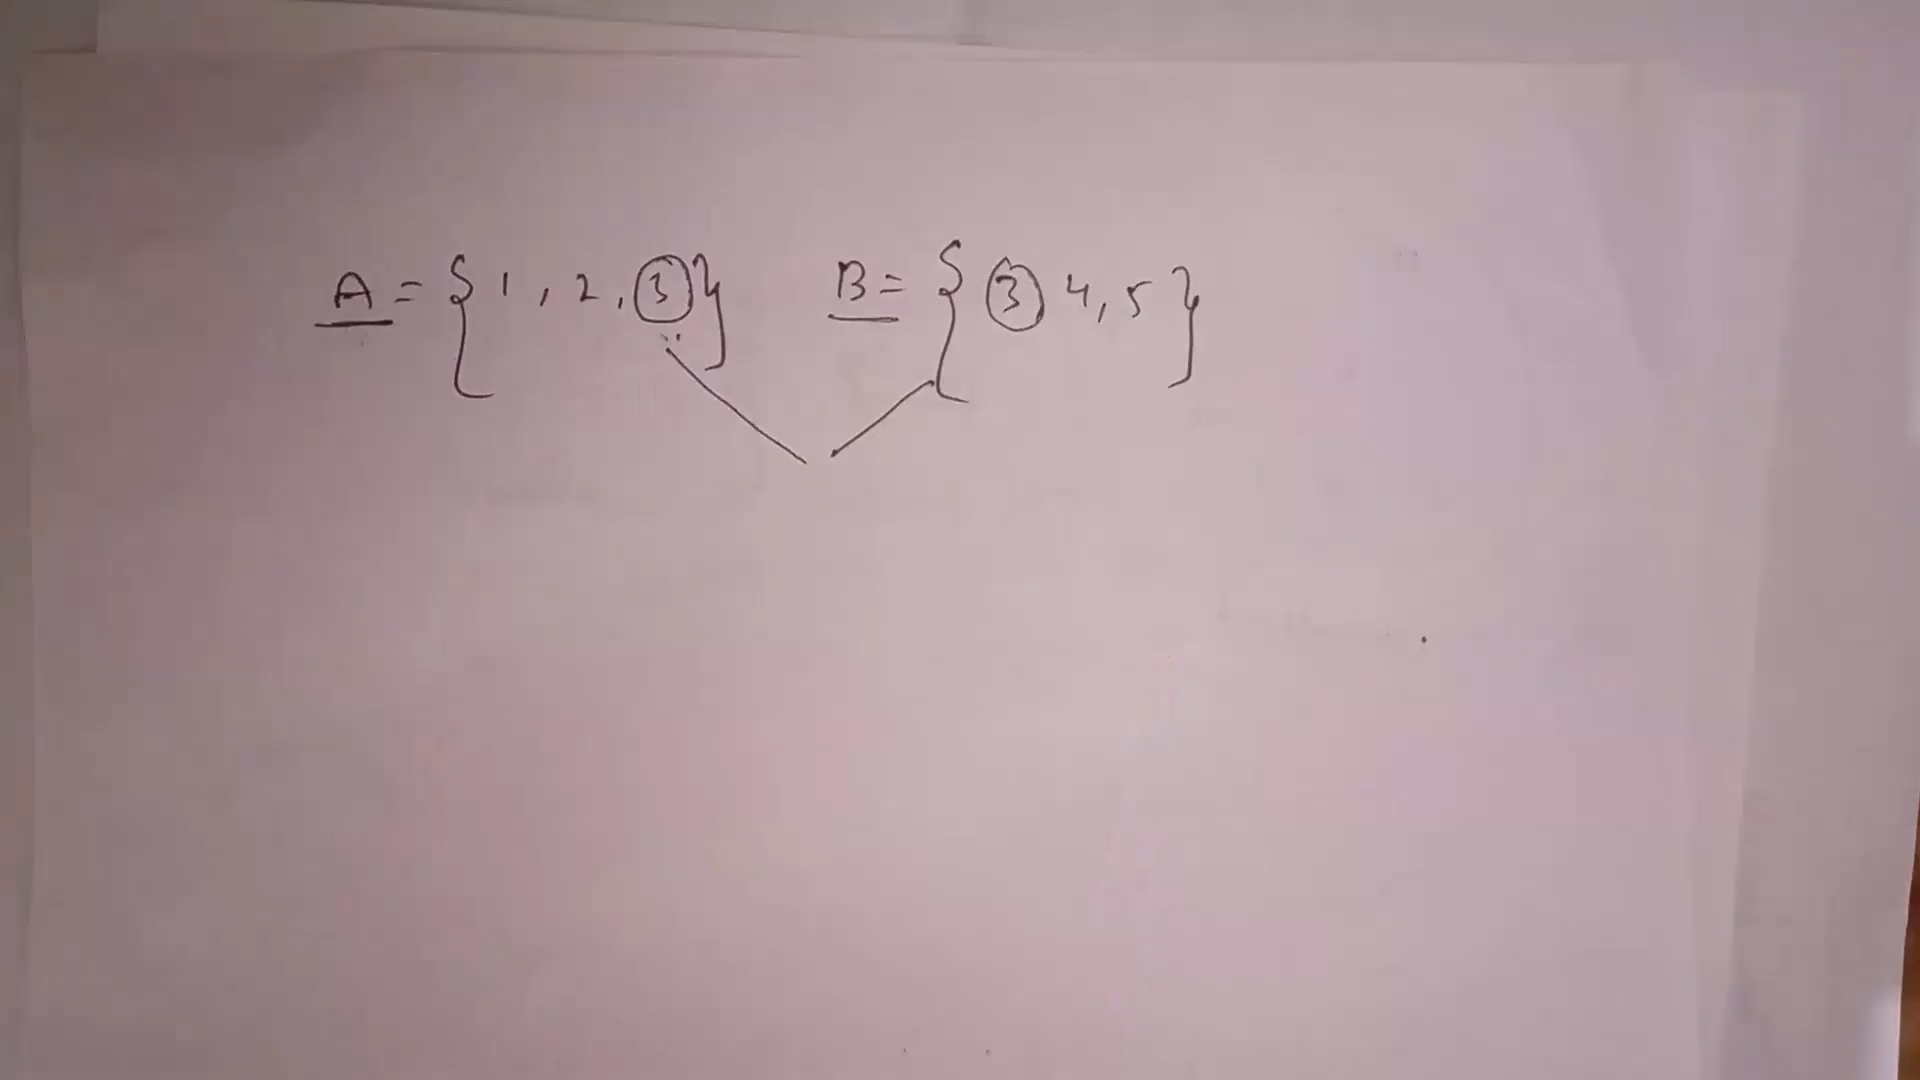 A = { 1 , 2 , 3 } B = { 3 4 , 5 }